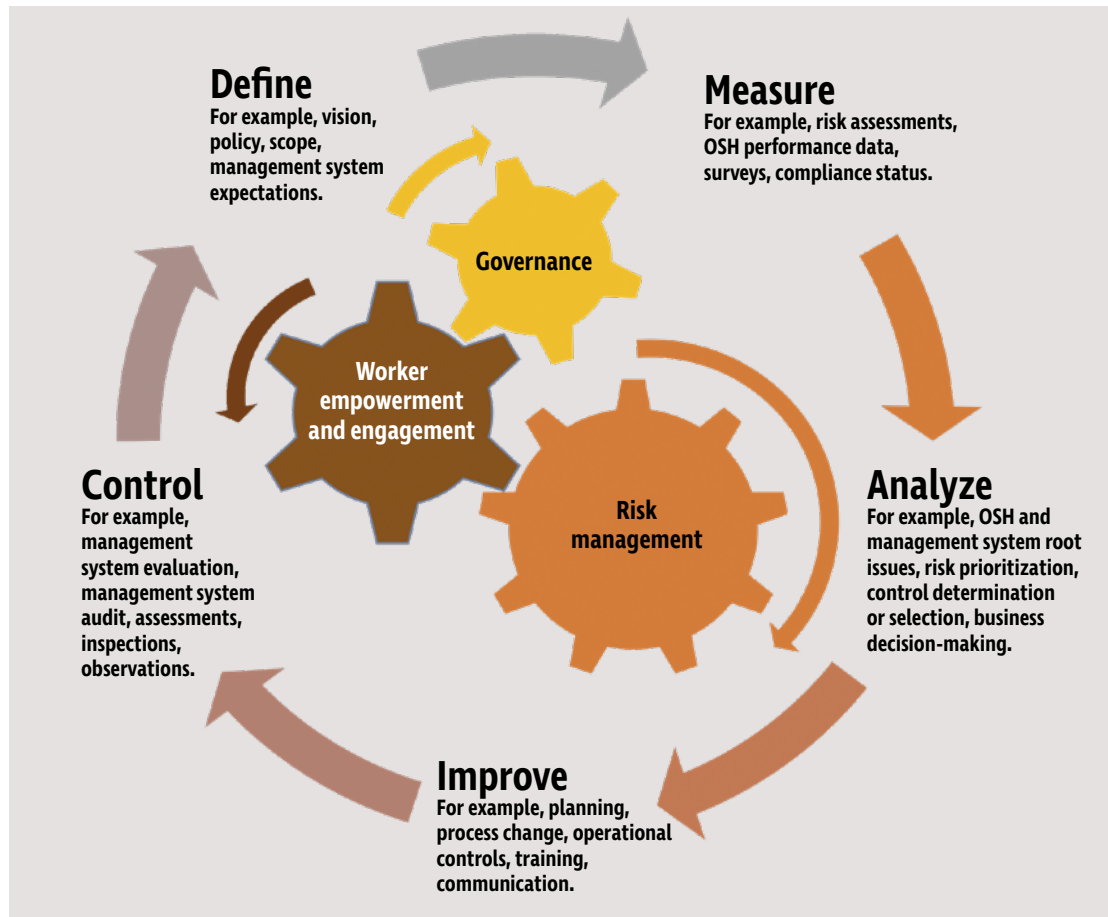 Define
For example, vision,
policy, scope,
management system
expectations.
Measure
For example, risk assessments,
OSH performance data,
surveys, compliance status.
Governance
Worker
empowerment
and engagement
Risk
management
Control
For example,
management
system evaluation,
management system
audit, assessments,
inspections,
observations.
Analyze
For example, OSH and
management system root
issues, risk prioritization,
control determination
or selection, business
decision-making.
Improve
For example, planning,
process change, operational
controls, training,
communication.